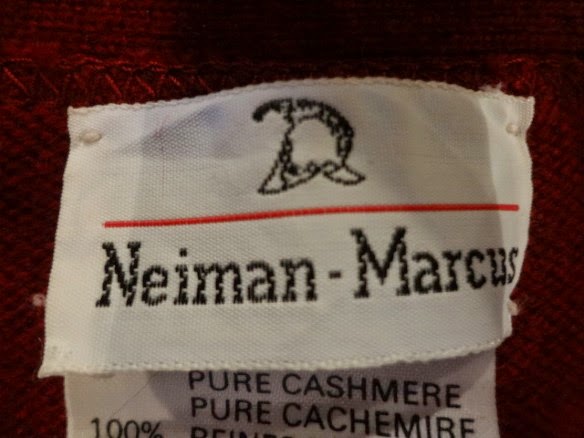 Neiman-Marcus
PURE CASHMERE
PURE CACHEMIRE
100%